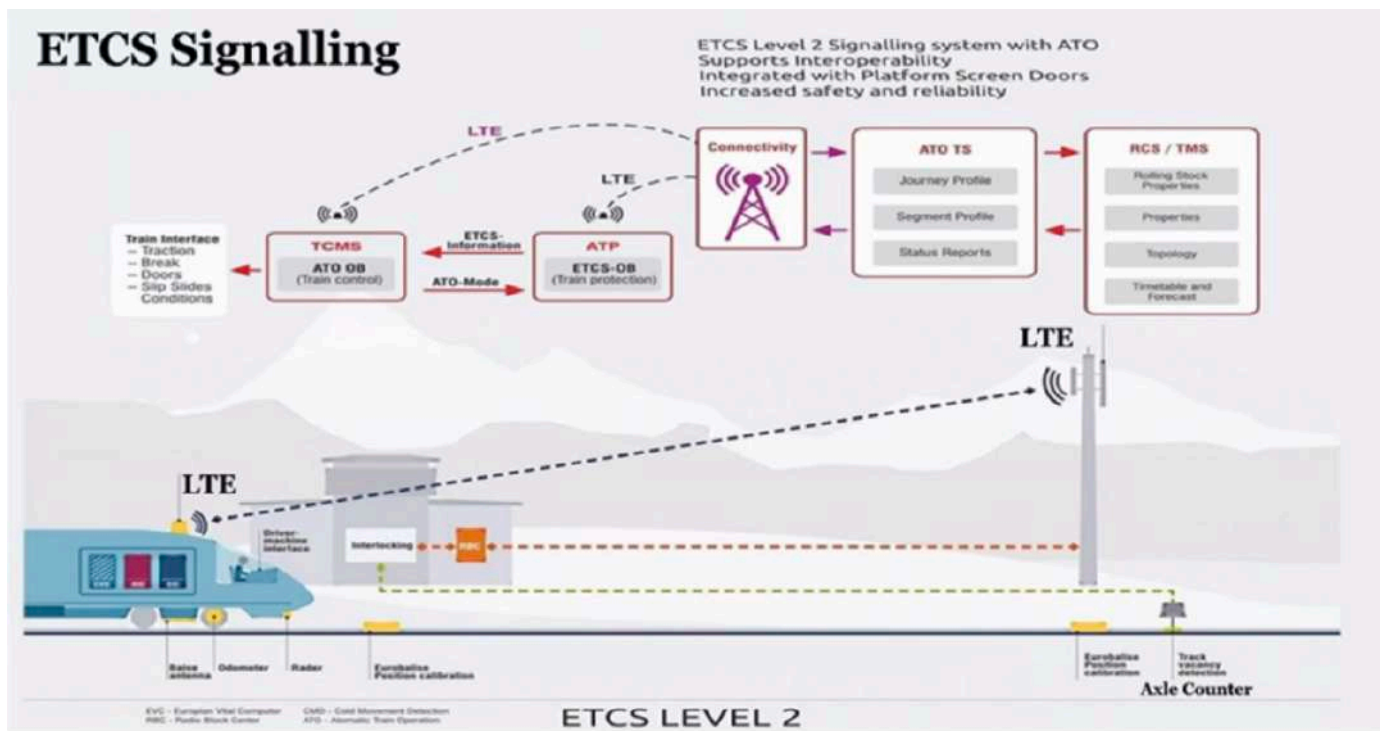 ETCS Signalling
ETCS Level 2 Signalling system with ATO
Supports Interoperability
Integrated with Platform Screen Doors
Increased safety and reliability
LTE
LTE
Connectivity
ATO TS
Journey Profile
Segment Profile
Status Reports
RCS / TMS
Rolling Stock
Properties
Properties
Topology
Timetable and
Forecast
Train Interface
– Traction
– Break
– Doors
– Slip Slides
Conditions
TCMS
ATO OB
(Train control)
ETCS-
Information
ATO-Mode
ATP
ETCS-OB
(Train protection)
LTE
LTE
Driver-
machine
interface
Interlocking
RBC
Balse
antenna
Odometer
Rader
Eurobalise
Position calibration
Eurobalise
Position
calibration
Track
vacancy
detection
Axle Counter
EVC - Europian Vital Computer
RBC - Radio Block Center
CMD - Cold Movement Detection
ATO - Atomatic Train Operation
ETCS LEVEL 2